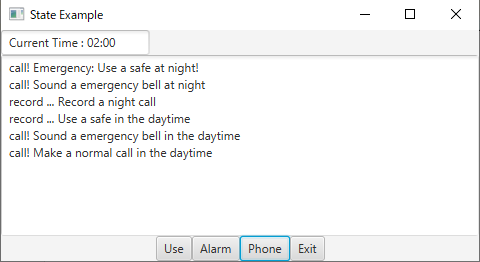 State Example
Current Time : 02:00
call! Emergency: Use a safe at night!
call! Sound a emergency bell at night
record ... Record a night call
record ... Use a safe in the daytime
call! Sound a emergency bell in the daytime
call! Make a normal call in the daytime
Use Alarm Phone Exit